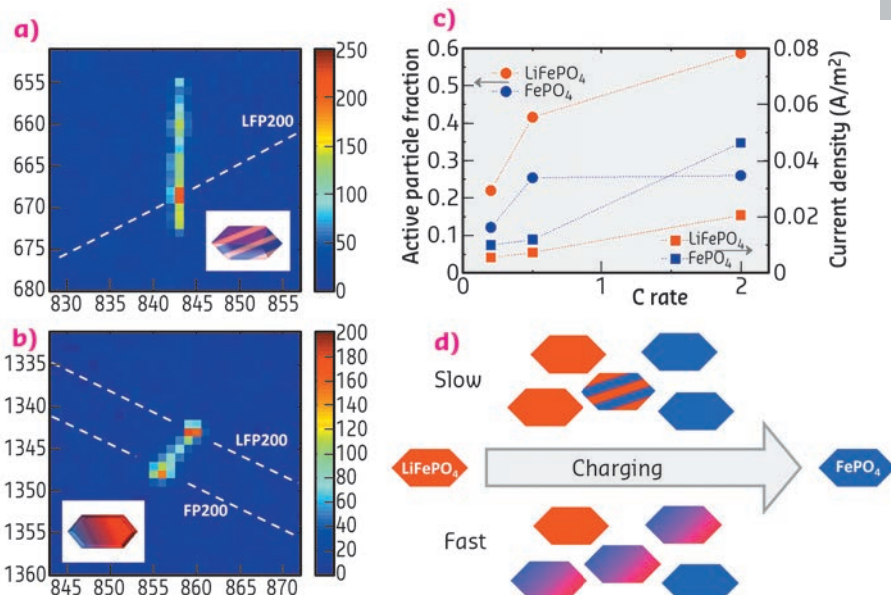 a)
655
660
665
670
675
680
830 835 840 845 850 855
LFP200
250
200
150
100
50
0
b)
1335
1340
1345
1350
1355
1360
845 850 855 860 865 870
LFP200
FP200
200
180
160
140
120
100
80
60
40
20
0
c)
Active particle fraction
0.6
0.5
0.4
0.3
0.2
0.1
0
LiFePO₄
FePO₄
LiFePO₄
FePO₄
0 1 2
C rate
0.08
0.06
0.04
0.02
0
Current density (A/m²)
d)
Slow
LiFePO₄
Charging
FePO₄
Fast